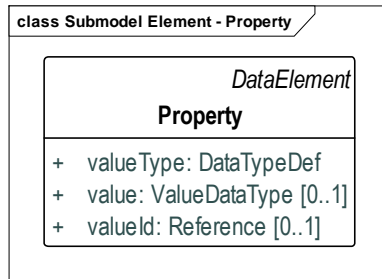 class Submodel Element - Property
DataElement
Property
+ valueType: DataTypeDef
+ value: ValueDataType [0..1]
+ valueId: Reference [0..1]